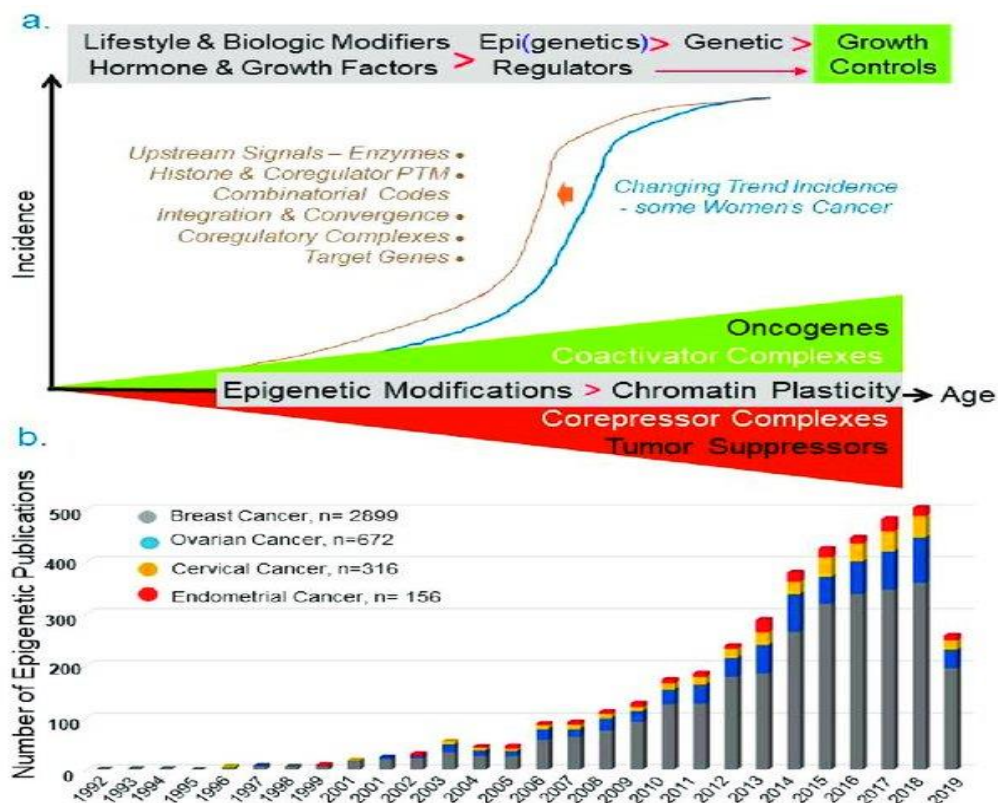 a.
Lifestyle & Biologic Modifiers > Epi(genetics) > Genetic > Growth
Hormone & Growth Factors Regulators Controls
Incidence
Upstream Signals – Enzymes •
Histone & Coregulator PTM •
Combinatorial Codes
Integration & Convergence •
Coregulatory Complexes •
Target Genes •
Changing Trend Incidence
- some Women's Cancer
Oncogenes
Coactivator Complexes
Epigenetic Modifications > Chromatin Plasticity
Age
Corepressor Complexes
Tumor Suppressors
b.
Number of Epigenetic Publications
500
400
300
200
100
0
Breast Cancer, n= 2899
Ovarian Cancer, n=672
Cervical Cancer, n=316
Endometrial Cancer, n= 156
1992 1993 1994 1995 1996 1997 1998 1999 2001 2001 2002 2003 2004 2005 2006 2007 2008 2009 2010 2011 2012 2013 2014 2015 2016 2017 2018 2019